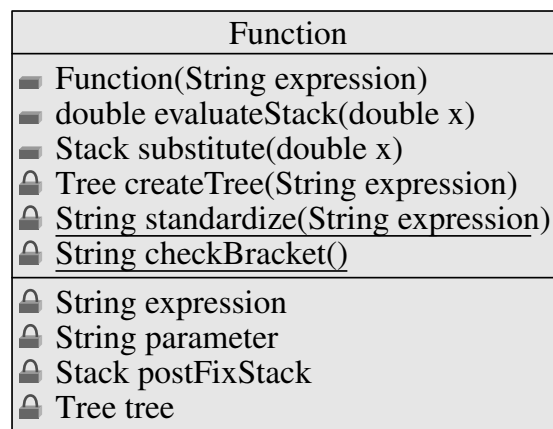 Function
Function(String expression)
double evaluateStack(double x)
Stack substitute(double x)
Tree createTree(String expression)
String standardize(String expression)
String checkBracket()
String expression
String parameter
Stack postFixStack
Tree tree